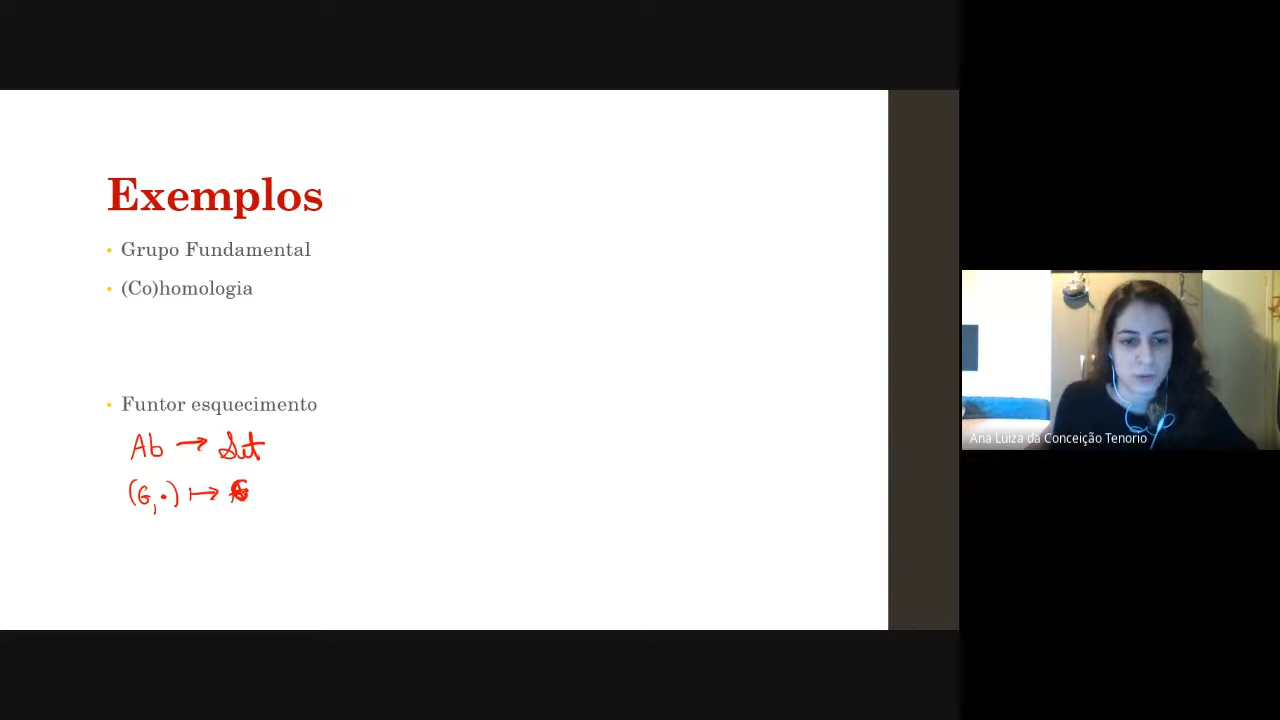 Exemplos
• Grupo Fundamental
• (Co)homologia
• Funtor esquecimento
Ab → Set
(G, •) ↦ G
Ana Luiza da Conceição Tenorio